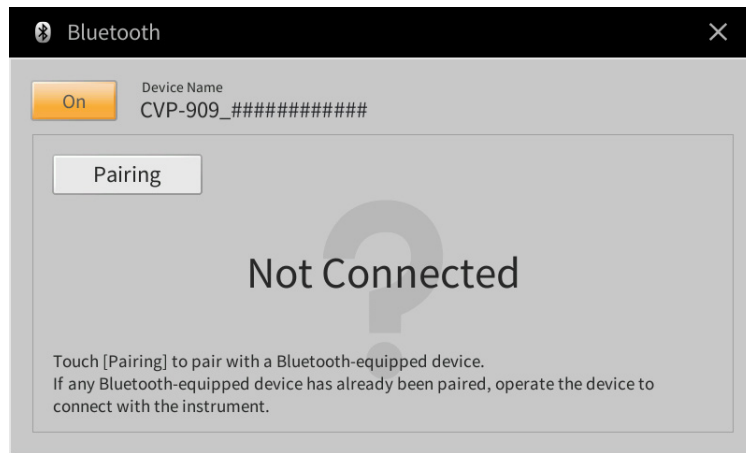 Bluetooth
On
Device Name
CVP-909_############
Pairing
Not Connected
Touch [Pairing] to pair with a Bluetooth-equipped device.
If any Bluetooth-equipped device has already been paired, operate the device to
connect with the instrument.